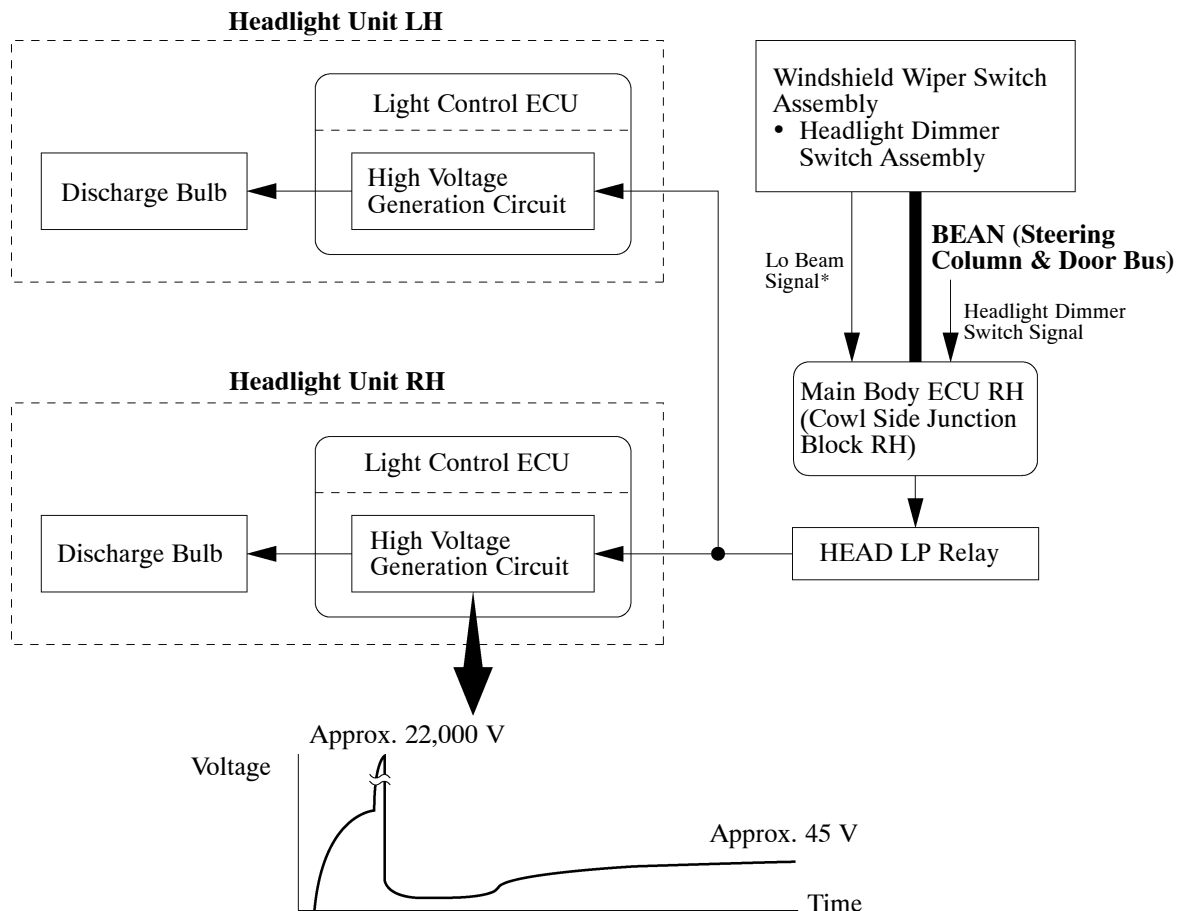 Headlight Unit LH
Light Control ECU
High Voltage
Generation Circuit
Discharge Bulb
Windshield Wiper Switch
Assembly
• Headlight Dimmer
Switch Assembly
Lo Beam
Signal*
BEAN (Steering
Column & Door Bus)
Headlight Dimmer
Switch Signal
Headlight Unit RH
Light Control ECU
High Voltage
Generation Circuit
Discharge Bulb
Main Body ECU RH
(Cowl Side Junction
Block RH)
HEAD LP Relay
Approx. 22,000 V
Voltage
Approx. 45 V
Time